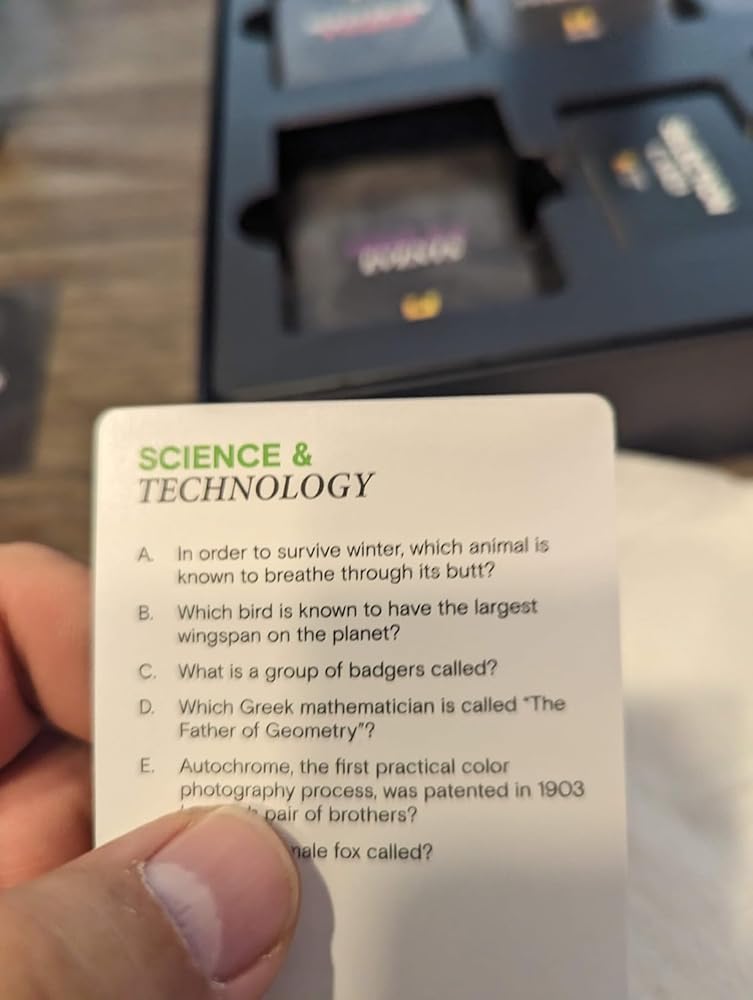 SCIENCE &
TECHNOLOGY
A. In order to survive winter, which animal is
known to breathe through its butt?
B. Which bird is known to have the largest
wingspan on the planet?
C. What is a group of badgers called?
D. Which Greek mathematician is called "The
Father of Geometry"?
E. Autochrome, the first practical color
photography process, was patented in 1903
pair of brothers?
fox called?